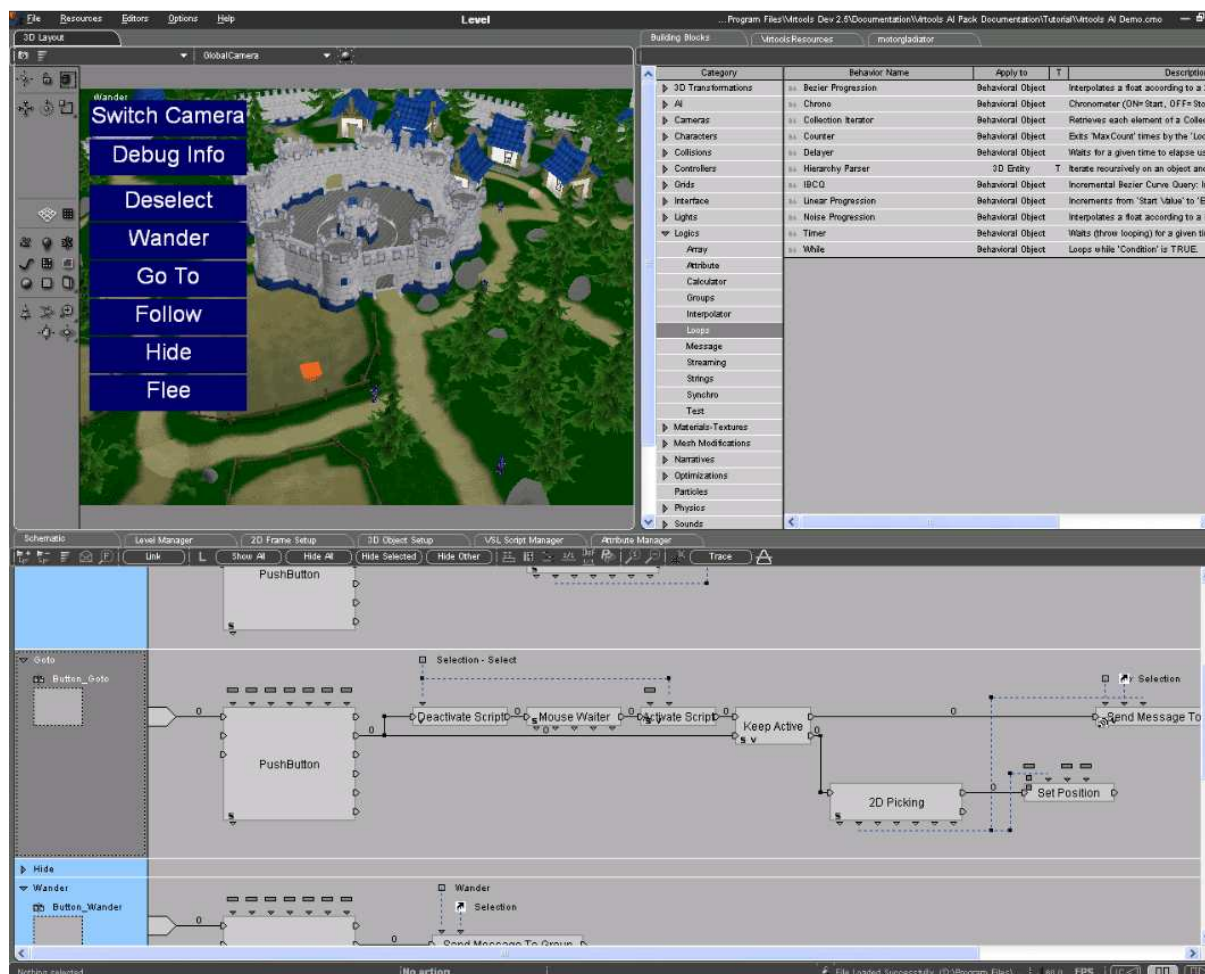 File Resources Editors Options Help Level ...Program Files\Virtools Dev 2.5\Documentation\Virtools AI Pack Documentation\Tutorial\Virtools AI Demo.cmo
3D Layout
Building Blocks Virtools Resources motorgladiator
GlobalCamera
Category Behavior Name Apply to T Description
3D Transformations
AI
Cameras
Characters
Collisions
Controllers
Grids
Interface
Lights
Logics
Array
Attribute
Calculator
Groups
Interpolator
Loops
Message
Streaming
Strings
Synchro
Test
Materials-Textures
Mesh Modifications
Narratives
Optimizations
Particles
Physics
Sounds
Bezier Progression Behavioral Object Interpolates a float according to a
Chrono Behavioral Object Chronometer (ON= Start, OFF= Sto
Collection Iterator Behavioral Object Retrieves each element of a Collec
Counter Behavioral Object Exits 'MaxCount' times by the 'Loo
Delayer Behavioral Object Waits for a given time to elapse us
Hierarchy Parser 3D Entity T Iterate recursively on an object and
IBCQ Behavioral Object Incremental Bezier Curve Query: I
Linear Progression Behavioral Object Increments from 'Start Value' to 'E
Noise Progression Behavioral Object Interpolates a float according to a
Timer Behavioral Object Waits (throw looping) for a given ti
While Behavioral Object Loops while 'Condition' is TRUE.
Wander
Switch Camera
Debug Info
Deselect
Wander
Go To
Follow
Hide
Flee
Schematic Level Manager 2D Frame Setup 3D Object Setup VSL Script Manager Attribute Manager
Link L Show All Hide All Hide Selected Hide Other Trace
PushButton
S
Goto
Button_Goto
Selection - Select
Selection
0 PushButton 0 Deactivate Script 0 Mouse Waiter 0 Activate Script 0 Keep Active 0 Send Message To
2D Picking 0 Set Position
Hide
Wander
Button_Wander
Wander
Selection
0 0 Send Message To Group
Nothing selected No action File Loaded Successfully (D:\Program Files\ FPS